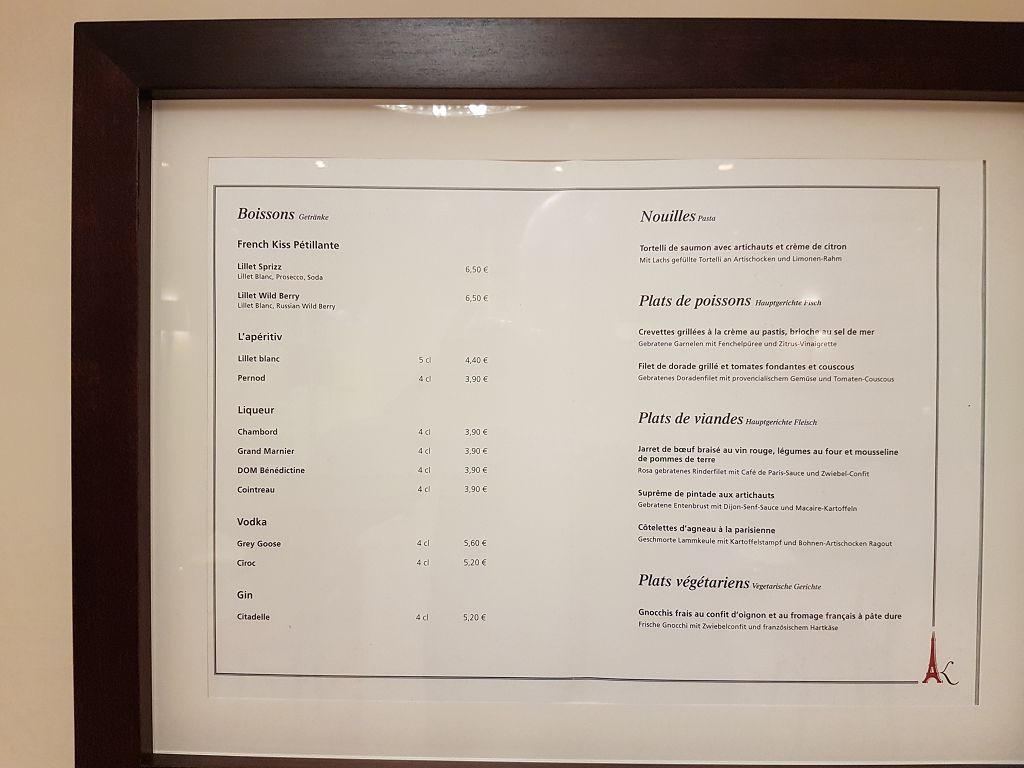 Boissons Getränke
French Kiss Pétillante
Lillet Sprizz 6,50 €
Lillet Blanc, Prosecco, Soda
Lillet Wild Berry 6,50 €
Lillet Blanc, Russian Wild Berry
L'apéritiv
Lillet blanc 5 cl 4,40 €
Pernod 4 cl 3,90 €
Liqueur
Chambord 4 cl 3,90 €
Grand Marnier 4 cl 3,90 €
DOM Bénédictine 4 cl 3,90 €
Cointreau 4 cl 3,90 €
Vodka
Grey Goose 4 cl 5,60 €
Ciroc 4 cl 5,20 €
Gin
Citadelle 4 cl 5,20 €
Nouilles Pasta
Tortelli de saumon avec artichauts et crème de citron
Mit Lachs gefüllte Tortelli an Artischocken und Limonen-Rahm
Plats de poissons Hauptgerichte Fisch
Crevettes grillées à la crème au pastis, brioche au sel de mer
Gebratene Garnelen mit Fenchelpüree und Zitrus-Vinaigrette
Filet de dorade grillé et tomates fondantes et couscous
Gebratenes Doradenfilet mit provencialischem Gemüse und Tomaten-Couscous
Plats de viandes Hauptgerichte Fleisch
Jarret de bœuf braisé au vin rouge, légumes au four et mousseline
de pommes de terre
Rosa gebratenes Rinderfilet mit Café de Paris-Sauce und Zwiebel-Confit
Suprême de pintade aux artichauts
Gebratene Entenbrust mit Dijon-Senf-Sauce und Macaire-Kartoffeln
Côtelettes d'agneau à la parisienne
Geschmorte Lammkeule mit Kartoffelstampf und Bohnen-Artischocken Ragout
Plats végétariens Vegetarische Gerichte
Gnocchis frais au confit d'oignon et au fromage français à pâte dure
Frische Gnocchi mit Zwiebelconfit und französischem Hartkäse
K